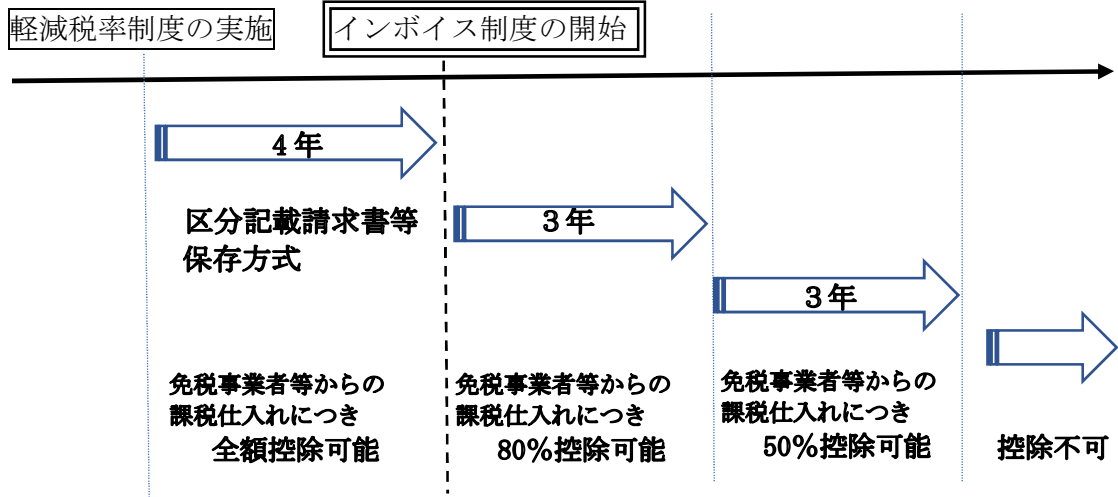 軽減税率制度の実施
インボイス制度の開始
4年
区分記載請求書等
保存方式
3年
3年
免税事業者等からの
課税仕入れにつき
全額控除可能
免税事業者等からの
課税仕入れにつき
80%控除可能
免税事業者等からの
課税仕入れにつき
50%控除可能
控除不可